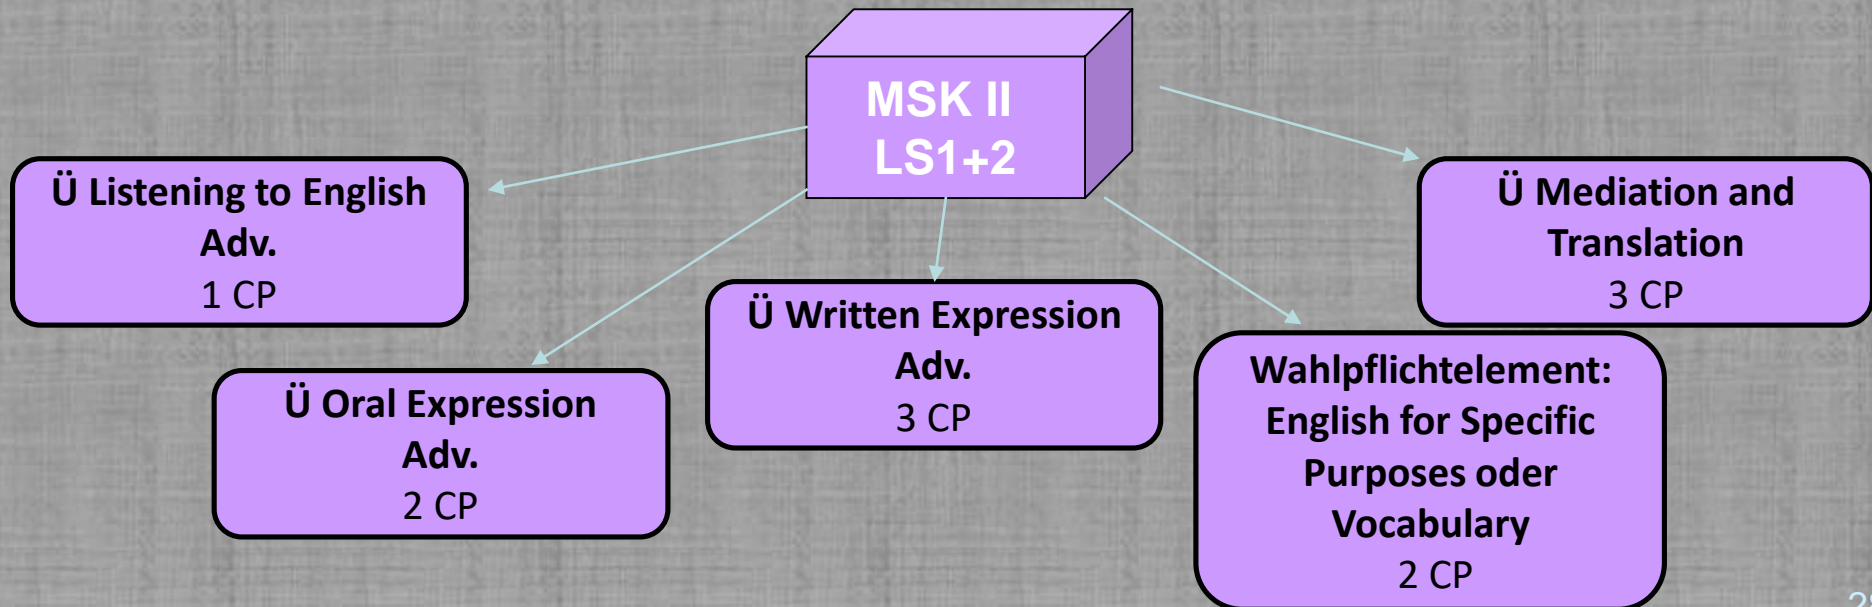 MSK II
LS1+2
Ü Listening to English
Adv.
1 CP
Ü Oral Expression
Adv.
2 CP
Ü Written Expression
Adv.
3 CP
Wahlpflichtelement:
English for Specific
Purposes oder
Vocabulary
2 CP
Ü Mediation and
Translation
3 CP